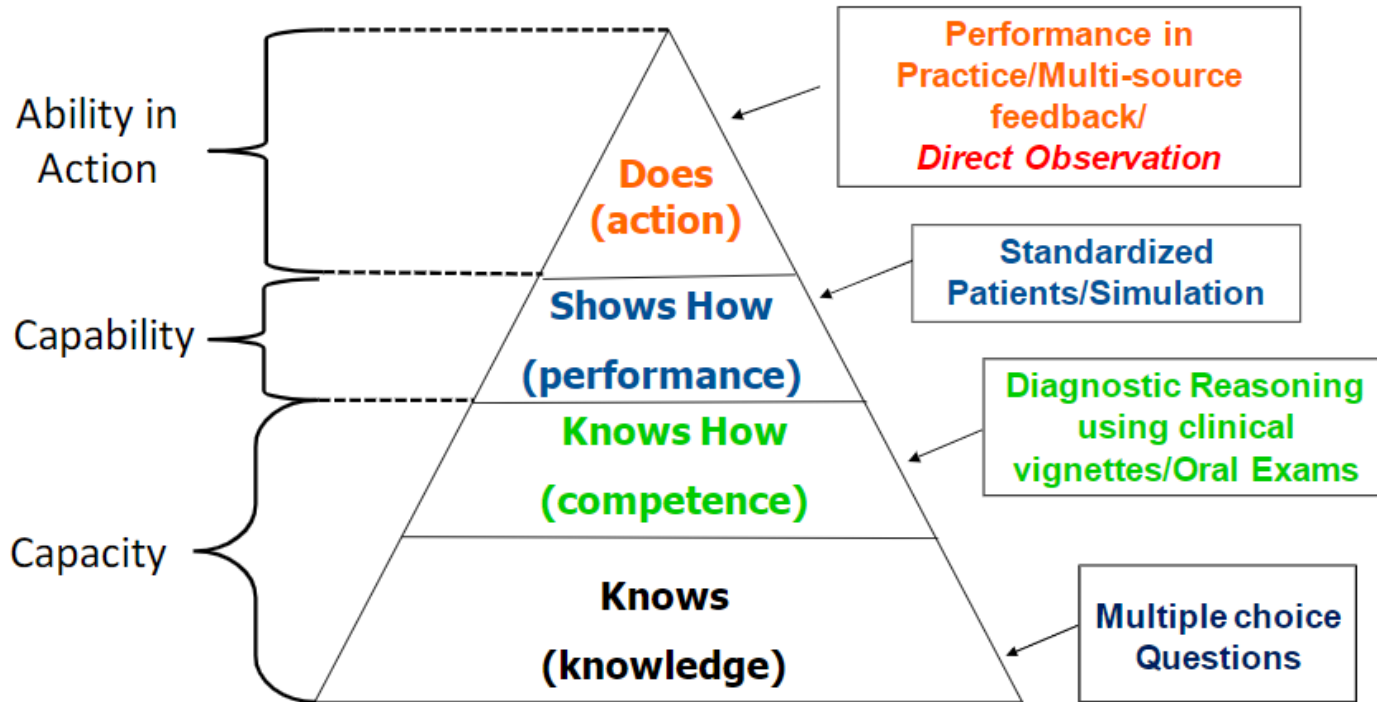 Ability in
Action
Capability
Capacity
Does
(action)
Shows How
(performance)
Knows How
(competence)
Knows
(knowledge)
Performance in
Practice/Multi-source
feedback/
Direct Observation
Standardized
Patients/Simulation
Diagnostic Reasoning
using clinical
vignettes/Oral Exams
Multiple choice
Questions